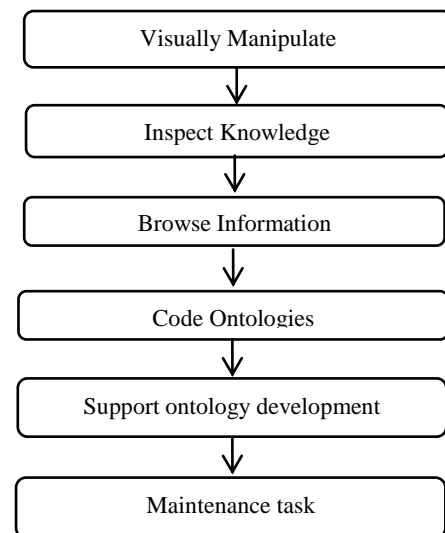 Visually Manipulate
Inspect Knowledge
Browse Information
Code Ontologies
Support ontology development
Maintenance task